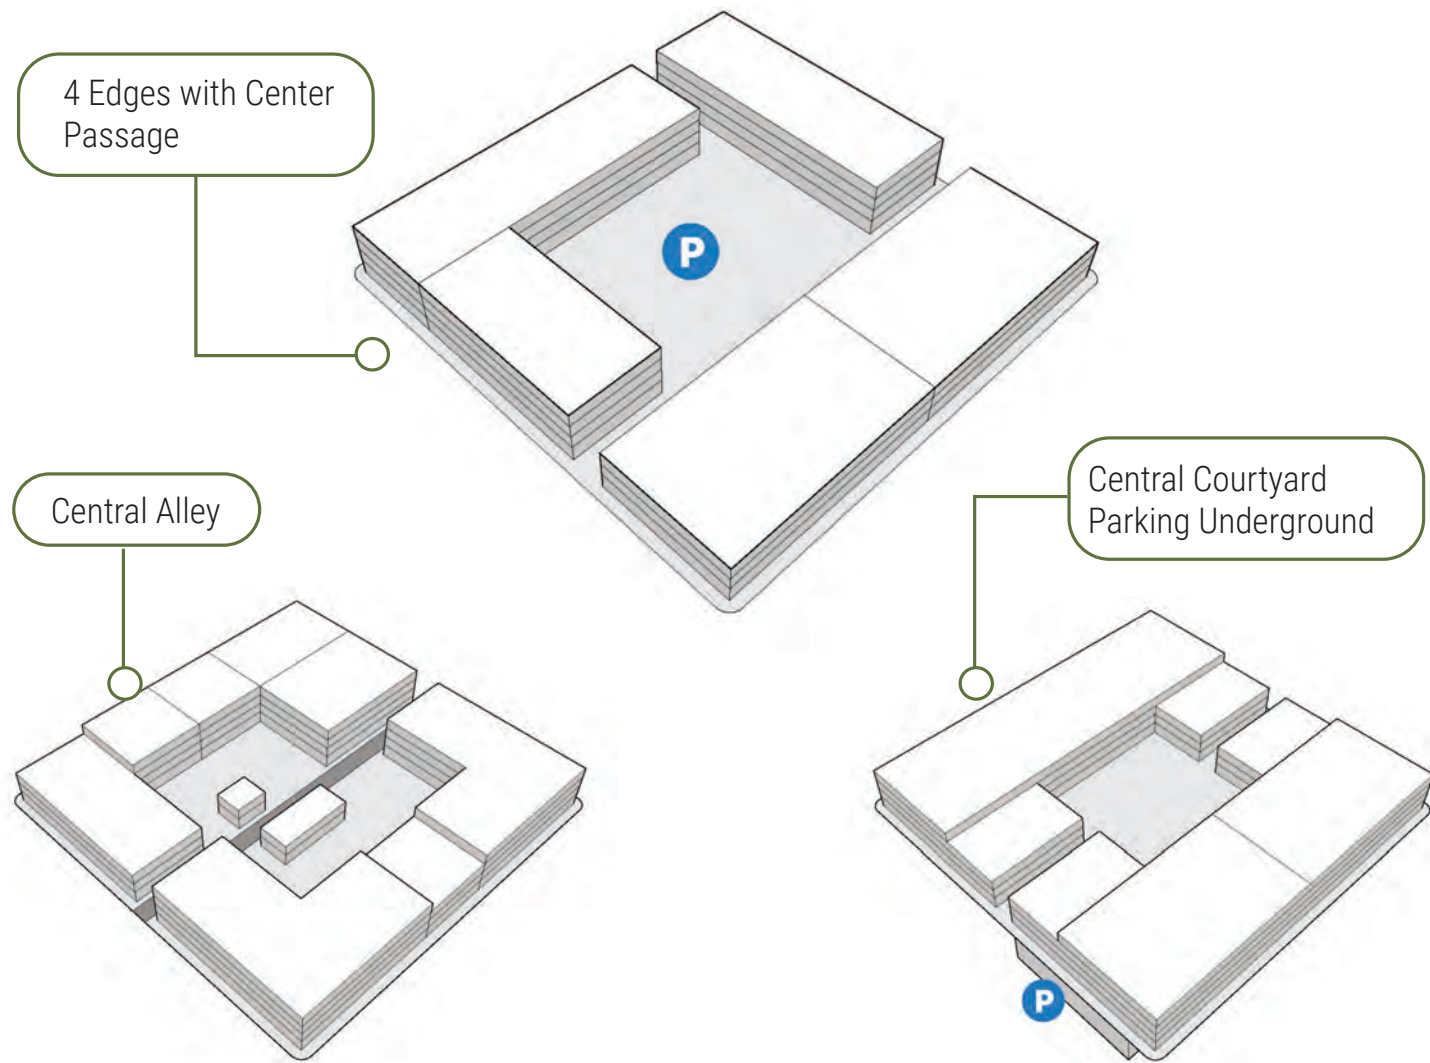 4 Edges with Center
Passage
P
Central Alley
Central Courtyard
Parking Underground
P